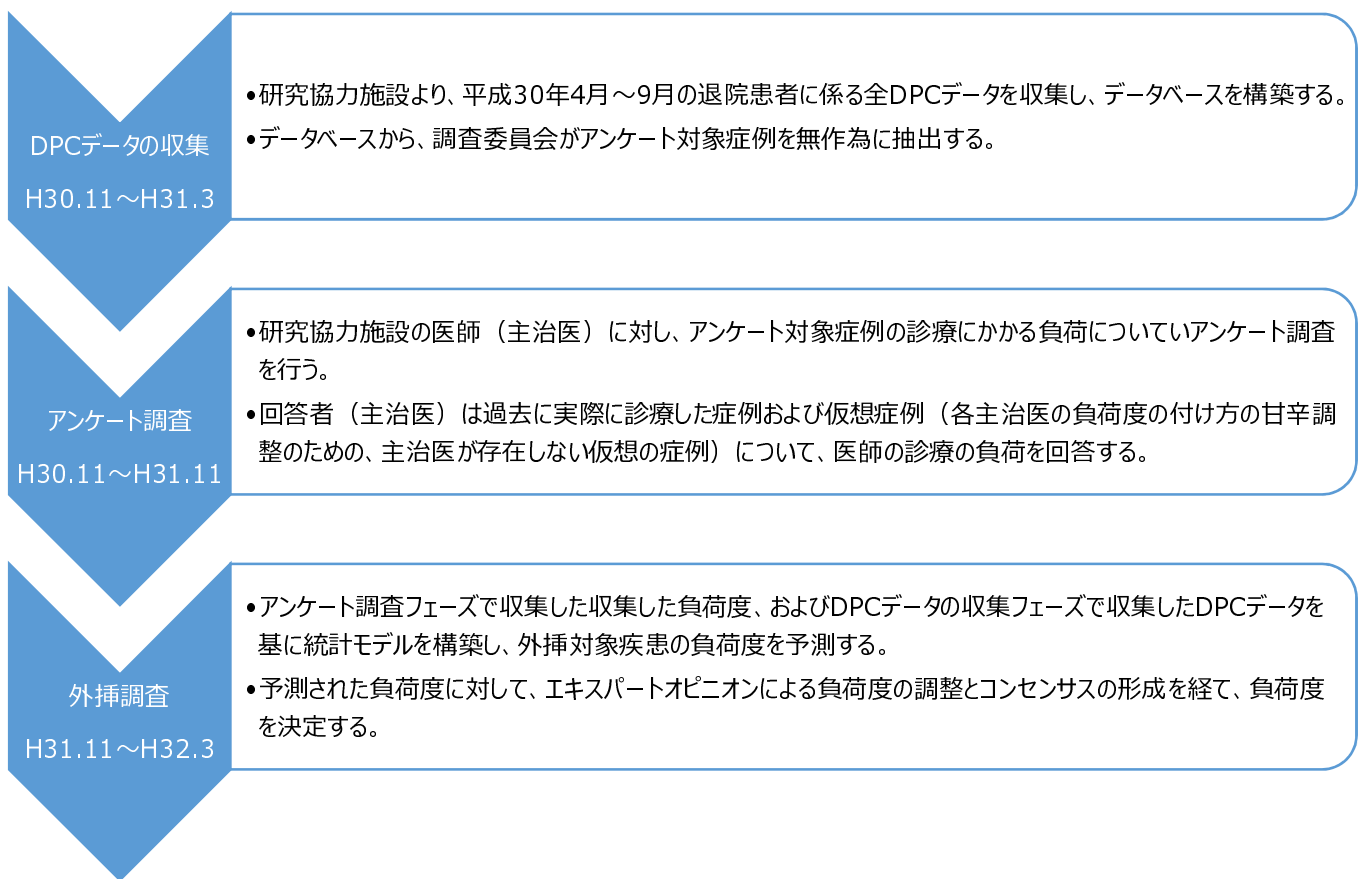 DPCデータの収集
H30.11～H31.3
•研究協力施設より、平成30年4月～9月の退院患者に係る全DPCデータを収集し、データベースを構築する。
•データベースから、調査委員会がアンケート対象症例を無作為に抽出する。
アンケート調査
H30.11～H31.11
•研究協力施設の医師（主治医）に対し、アンケート対象症例の診療にかかる負荷についていアンケート調査
を行う。
•回答者（主治医）は過去に実際に診療した症例および仮想症例（各主治医の負荷度の付け方の甘辛調
整のための、主治医が存在しない仮想の症例）について、医師の診療の負荷を回答する。
外挿調査
H31.11～H32.3
•アンケート調査フェーズで収集した収集した負荷度、およびDPCデータの収集フェーズで収集したDPCデータを
基に統計モデルを構築し、外挿対象疾患の負荷度を予測する。
•予測された負荷度に対して、エキスパートオピニオンによる負荷度の調整とコンセンサスの形成を経て、負荷度
を決定する。